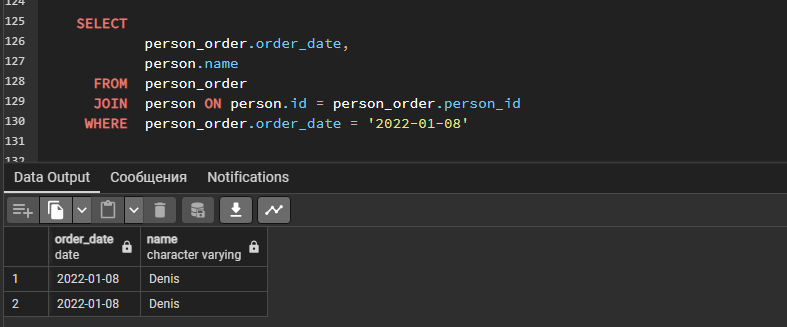 124
125 SELECT
126 person_order.order_date,
127 person.name
128 FROM person_order
129 JOIN person ON person.id = person_order.person_id
130 WHERE person_order.order_date = '2022-01-08'
131
132
Data Output Сообщения Notifications
order_date name
date character varying
1 2022-01-08 Denis
2 2022-01-08 Denis